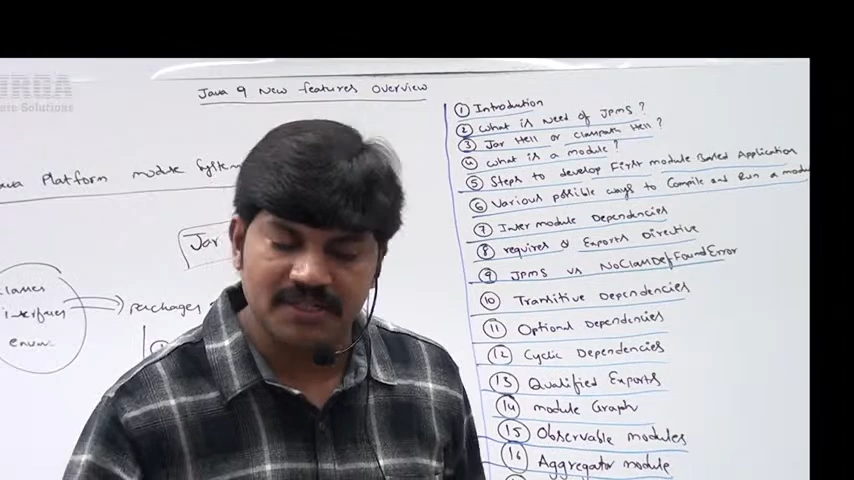 Java 9 New features Overview
Platform module System
Jar
classes
interfaces
enums
packages
① Introduction
② what is Need of JPMS?
③ Jar Hell or classpath Hell?
④ what is a module?
⑤ Steps to develop First module Based Application
⑥ Various possible ways to Compile and Run a
⑦ Inter module Dependencies
⑧ requires & Exports Directive
⑨ JPMS vs NoClassDefFoundError
⑩ Transitive Dependencies
⑪ Optional Dependencies
⑫ Cyclic Dependencies
⑬ Qualified Exports
⑭ module Graph
⑮ Observable modules
⑯ Aggregator module